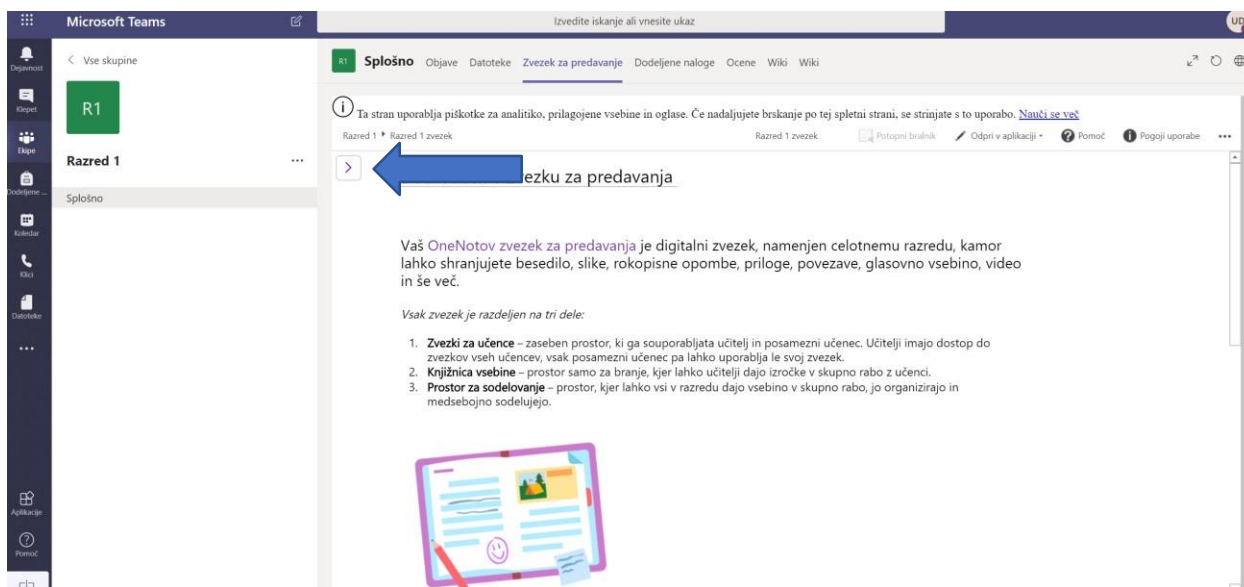 Microsoft Teams
Izvedite iskanje ali vnesite ukaz
UD
Dejavnost
Klepet
Ekipe
Dodeljene ...
Koledar
Klici
Datoteke
Aplikacije
Pomoč
Vse skupine
R1
Razred 1
Splošno
R1 Splošno Objave Datoteke Zvezek za predavanje Dodeljene naloge Ocene Wiki Wiki
Ta stran uporablja piškotke za analitiko, prilagojene vsebine in oglase. Če nadaljujete brskanje po tej spletni strani, se strinjate s to uporabo. Nauči se več
Razred 1 Razred 1 zvezek Razred 1 zvezek Potopni bralnik Odpri v aplikaciji Pomoč Pogoji uporabe
ezku za predavanja
Vaš OneNotov zvezek za predavanja je digitalni zvezek, namenjen celotnemu razredu, kamor
lahko shranjujete besedilo, slike, rokopisne opombe, priloge, povezave, glasovno vsebino, video
in še več.
Vsak zvezek je razdeljen na tri dele:
1. Zvezki za učence – zaseben prostor, ki ga souporabljata učitelj in posamezni učenec. Učitelji imajo dostop do
zvezkov vseh učencev, vsak posamezni učenec pa lahko uporablja le svoj zvezek.
2. Knjižnica vsebine – prostor samo za branje, kjer lahko učitelji dajo izročke v skupno rabo z učenci.
3. Prostor za sodelovanje – prostor, kjer lahko vsi v razredu dajo vsebino v skupno rabo, jo organizirajo in
medsebojno sodelujejo.